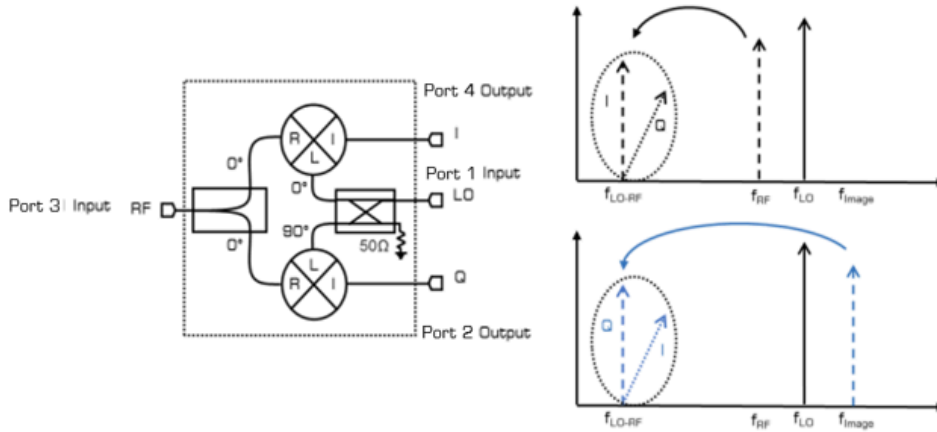 Port 4 Output
R I
L
I
0°
0°
Port 1 Input
LO
Port 3| Input RF
0°
90°
50Ω
L
R I
Q
Port 2 Output
I
Q
fLO-RF fRF fLO fImage
Q
I
fLO-RF fRF fLO fImage